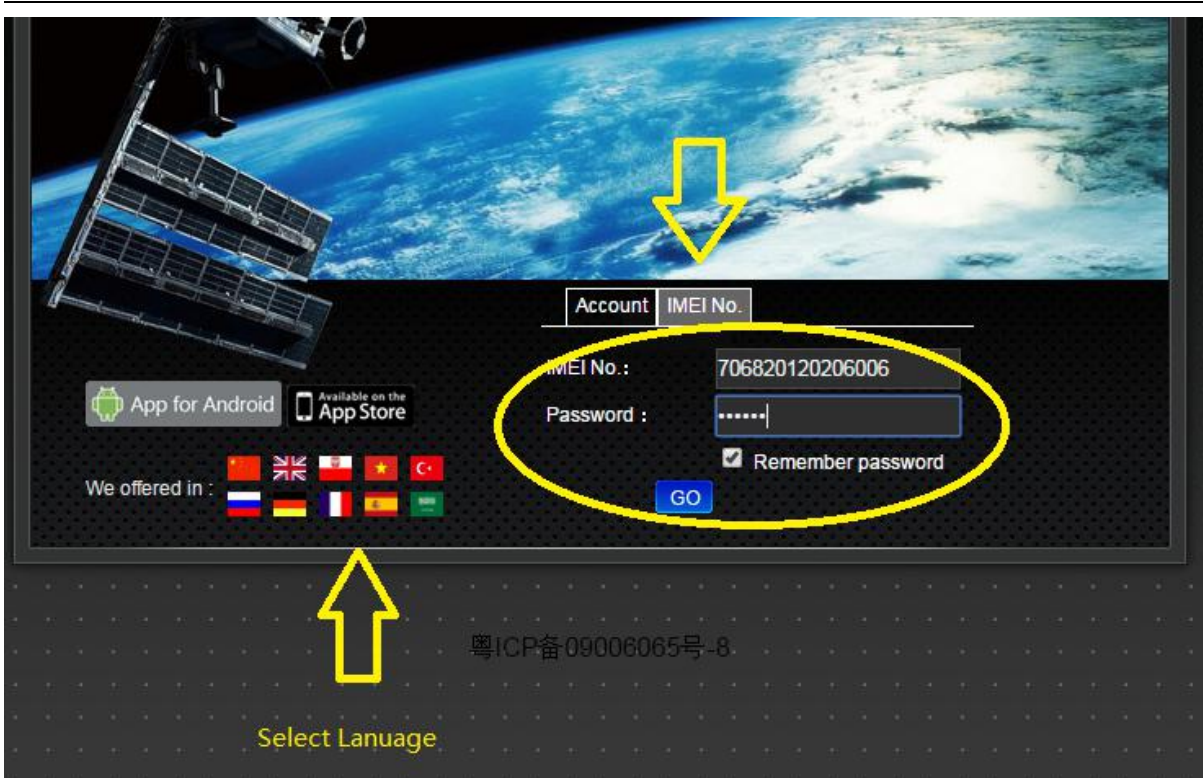 Account IMEI No.
IMEI No.: 706820120206006
Password : ••••••
Remember password
GO
App for Android
Available on the
App Store
We offered in :
粤ICP备09006065号-8
Select Lanuage